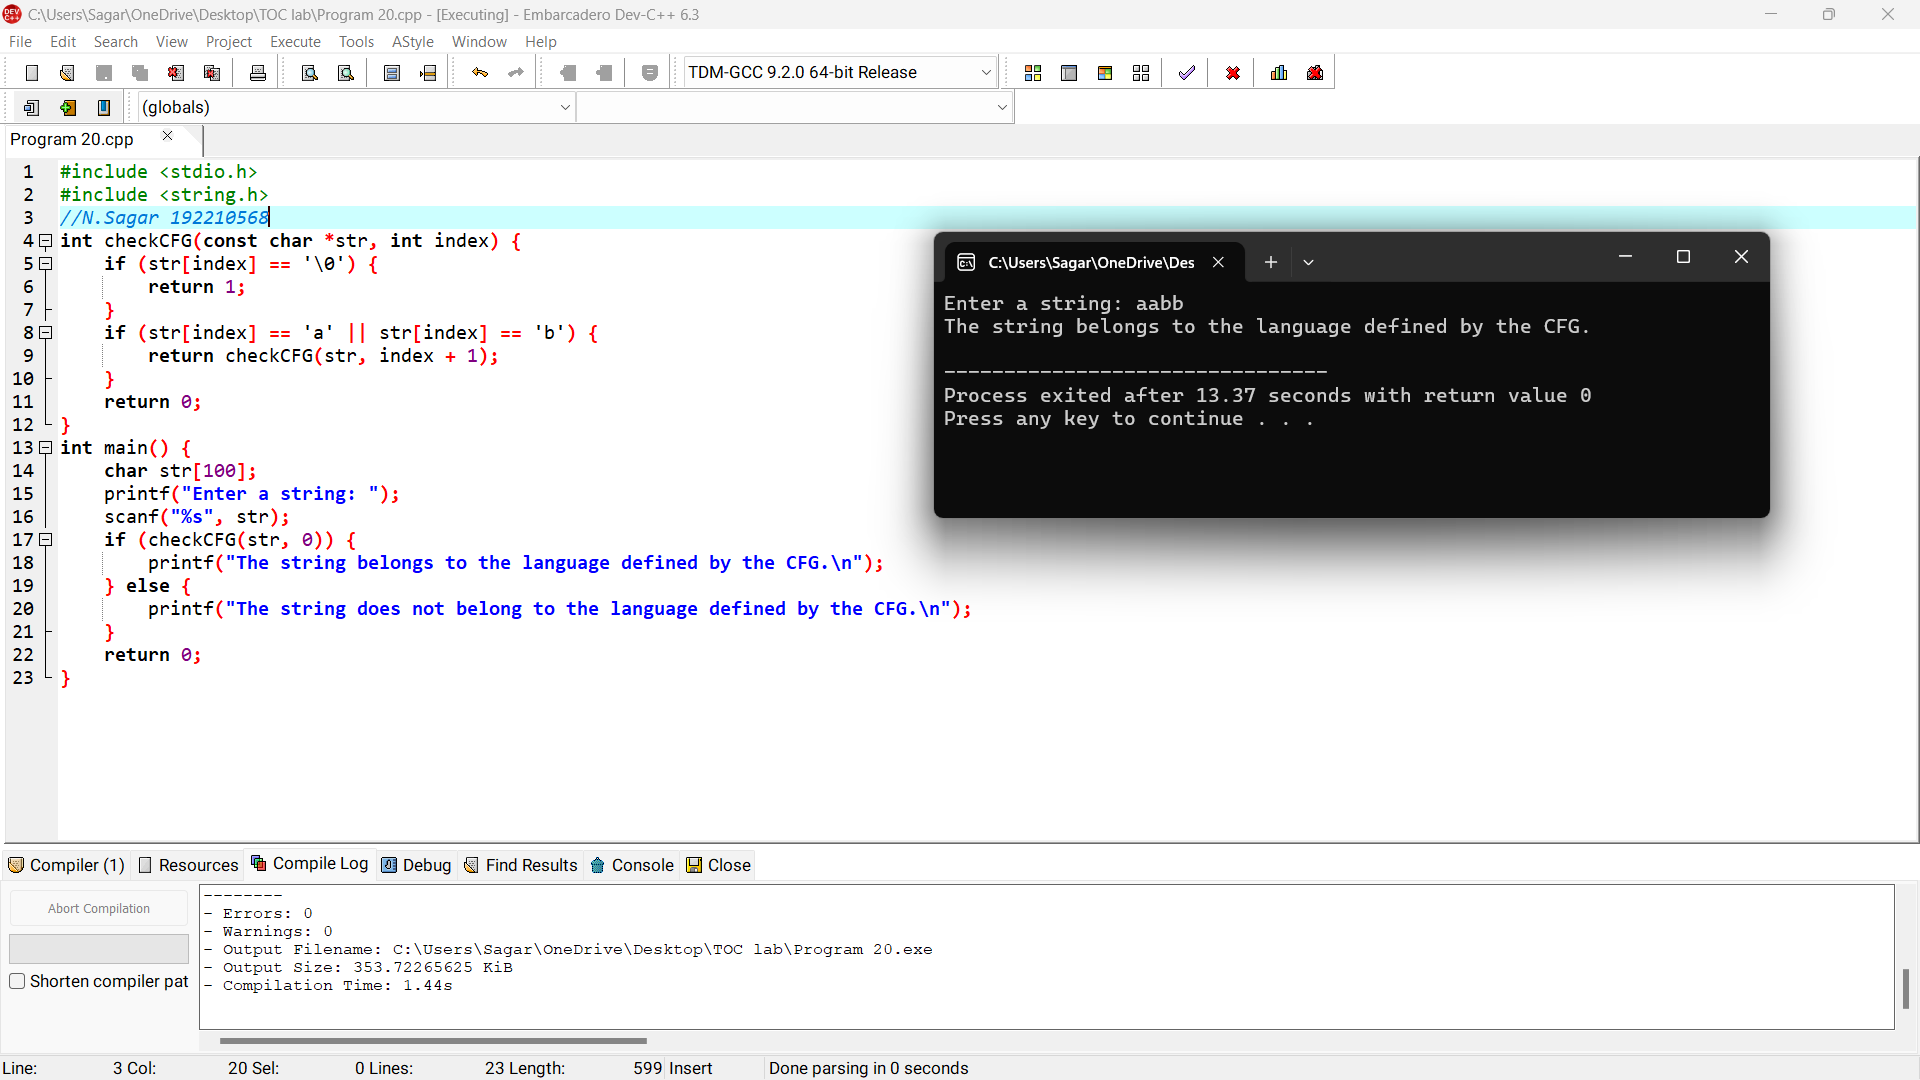 C:\Users\Sagar\OneDrive\Desktop\TOC lab\Program 20.cpp - [Executing] - Embarcadero Dev-C++ 6.3
File Edit Search View Project Execute Tools AStyle Window Help
TDM-GCC 9.2.0 64-bit Release
(globals)
Program 20.cpp
1 #include <stdio.h>
2 #include <string.h>
3 //N.Sagar 192210568
4 int checkCFG(const char *str, int index) {
5 if (str[index] == '\0') {
6 return 1;
7 }
8 if (str[index] == 'a' || str[index] == 'b') {
9 return checkCFG(str, index + 1);
10 }
11 return 0;
12 }
13 int main() {
14 char str[100];
15 printf("Enter a string: ");
16 scanf("%s", str);
17 if (checkCFG(str, 0)) {
18 printf("The string belongs to the language defined by the CFG.\n");
19 } else {
20 printf("The string does not belong to the language defined by the CFG.\n");
21 }
22 return 0;
23 }
C:\Users\Sagar\OneDrive\Des
Enter a string: aabb
The string belongs to the language defined by the CFG.
--------------------------------
Process exited after 13.37 seconds with return value 0
Press any key to continue . . .
Compiler (1) Resources Compile Log Debug Find Results Console Close
Abort Compilation
Shorten compiler pat
--------
- Errors: 0
- Warnings: 0
- Output Filename: C:\Users\Sagar\OneDrive\Desktop\TOC lab\Program 20.exe
- Output Size: 353.72265625 KiB
- Compilation Time: 1.44s
Line: 3 Col: 20 Sel: 0 Lines: 23 Length: 599 Insert Done parsing in 0 seconds